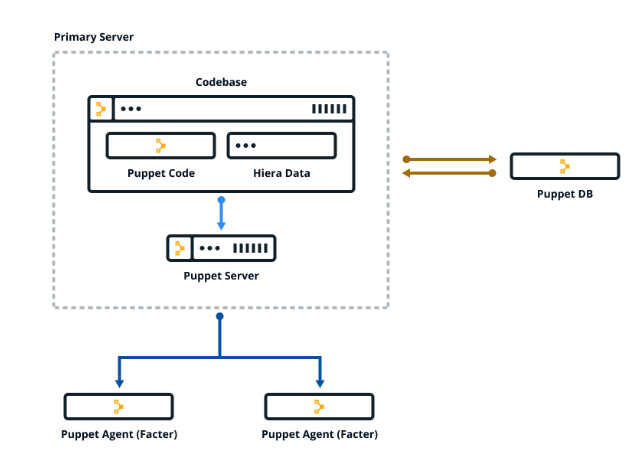 Primary Server
Codebase
Puppet Code
Hiera Data
Puppet DB
Puppet Server
Puppet Agent (Facter)
Puppet Agent (Facter)